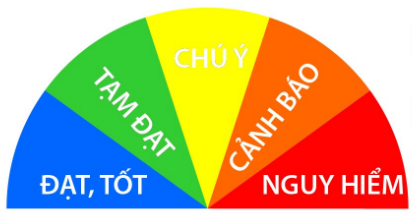 ĐẠT, TỐT
TẠM ĐẠT
CHÚ Ý
CẢNH BÁO
NGUY HIỂM